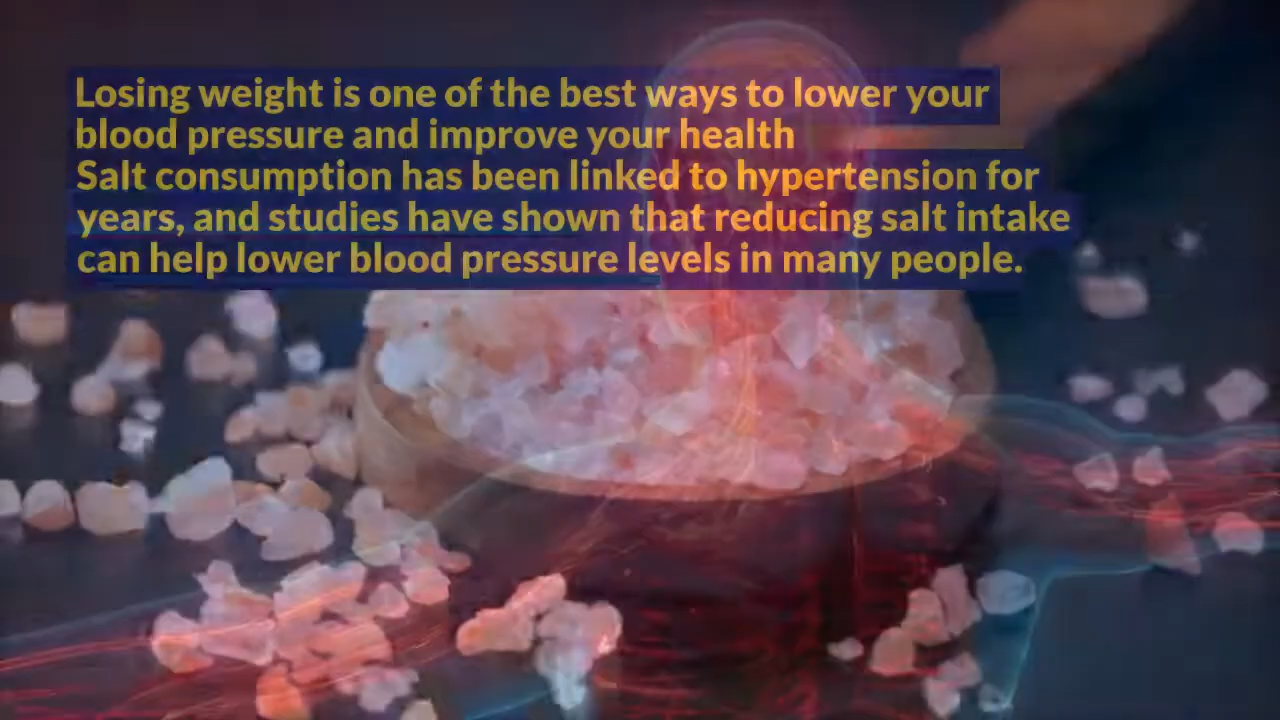 Losing weight is one of the best ways to lower your
blood pressure and improve your health
Salt consumption has been linked to hypertension for
years, and studies have shown that reducing salt intake
can help lower blood pressure levels in many people.